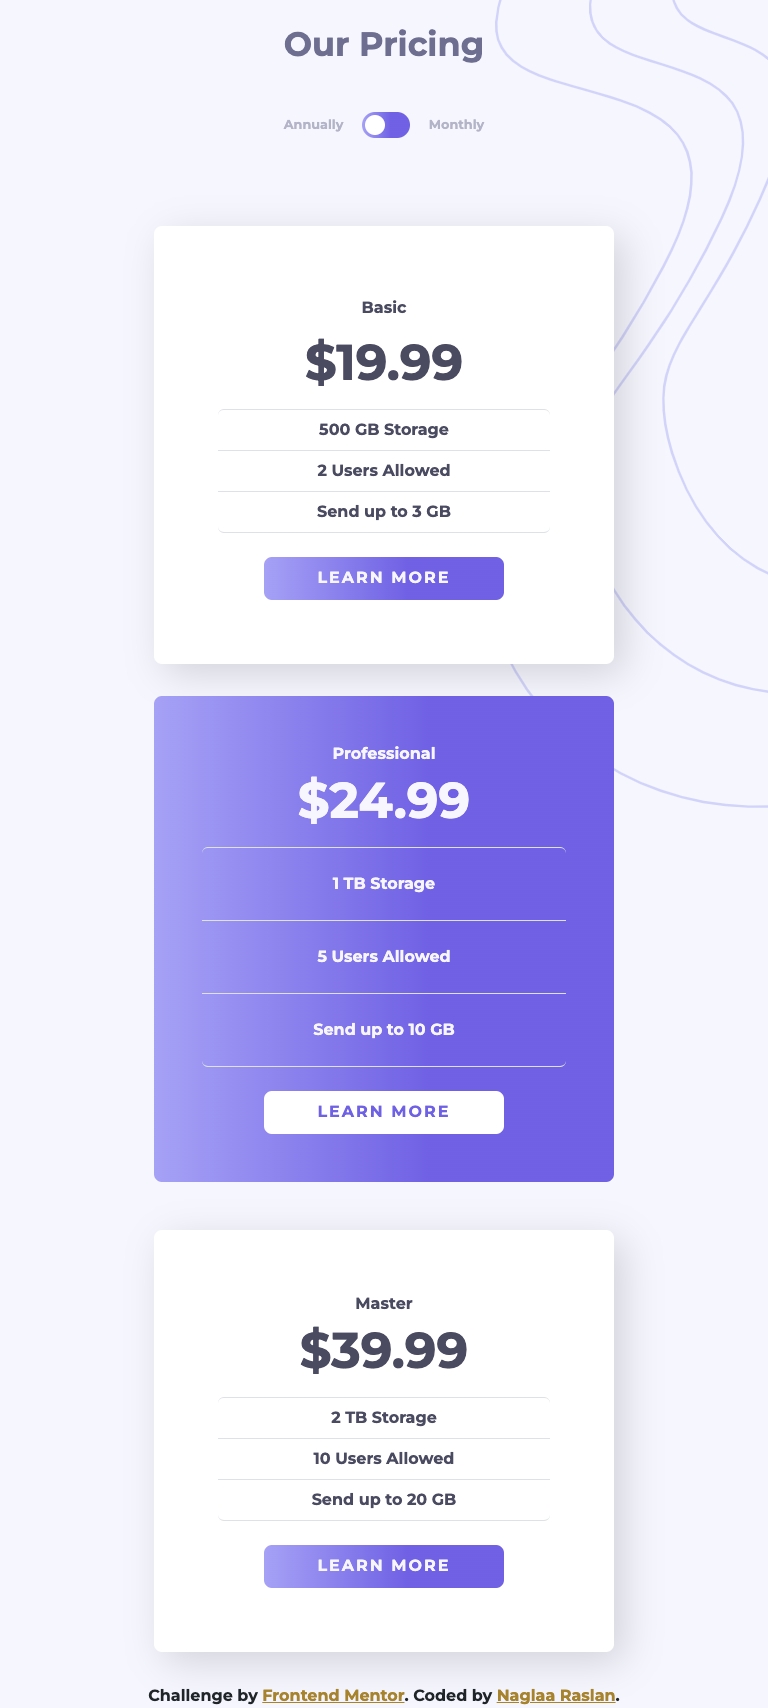 Our Pricing
Annually Monthly
Basic
$19.99
500 GB Storage
2 Users Allowed
Send up to 3 GB
LEARN MORE
Professional
$24.99
1 TB Storage
5 Users Allowed
Send up to 10 GB
LEARN MORE
Master
$39.99
2 TB Storage
10 Users Allowed
Send up to 20 GB
LEARN MORE
Challenge by Frontend Mentor. Coded by Naglaa Raslan.